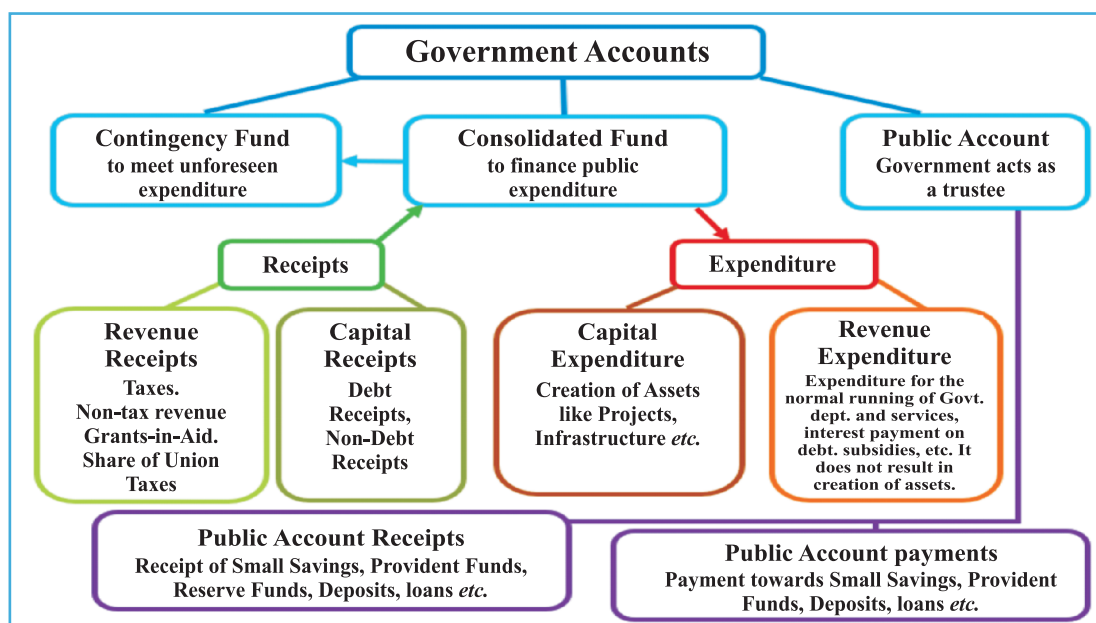 Government Accounts
Contingency Fund
to meet unforeseen
expenditure
Consolidated Fund
to finance public
expenditure
Public Account
Government acts as
a trustee
Receipts
Expenditure
Revenue
Receipts
Taxes.
Non-tax revenue
Grants-in-Aid.
Share of Union
Taxes
Capital
Receipts
Debt
Receipts,
Non-Debt
Receipts
Capital
Expenditure
Creation of Assets
like Projects,
Infrastructure etc.
Revenue
Expenditure
Expenditure for the
normal running of Govt.
dept. and services,
interest payment on
debt. subsidies, etc. It
does not result in
creation of assets.
Public Account Receipts
Receipt of Small Savings, Provident Funds,
Reserve Funds, Deposits, loans etc.
Public Account payments
Payment towards Small Savings, Provident
Funds, Deposits, loans etc.